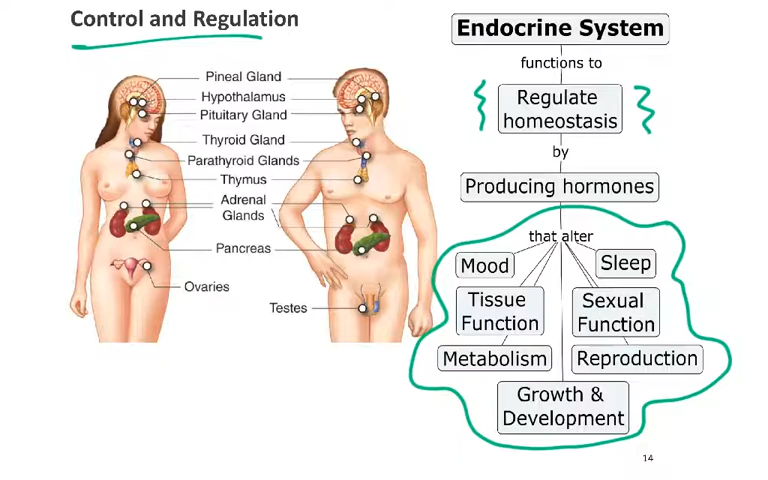 Control and Regulation
Pineal Gland
Hypothalamus
Pituitary Gland
Thyroid Gland
Parathyroid Glands
Thymus
Adrenal
Glands
Pancreas
Ovaries
Testes
Endocrine System
functions to
Regulate
homeostasis
by
Producing hormones
that alter
Mood
Sleep
Tissue
Function
Sexual
Function
Metabolism
Reproduction
Growth &
Development
14